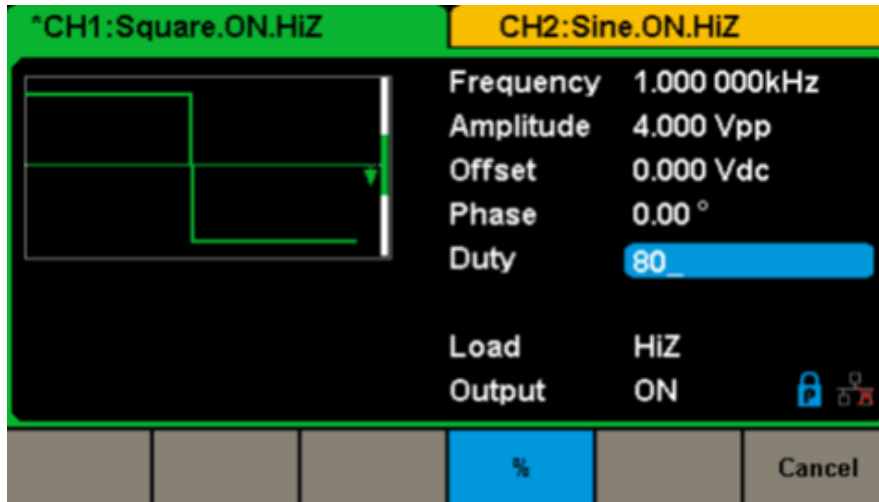 *CH1:Square.ON.HiZ CH2:Sine.ON.HiZ
Frequency 1.000 000kHz
Amplitude 4.000 Vpp
Offset 0.000 Vdc
Phase 0.00 °
Duty 80_
Load HiZ
Output ON
% Cancel